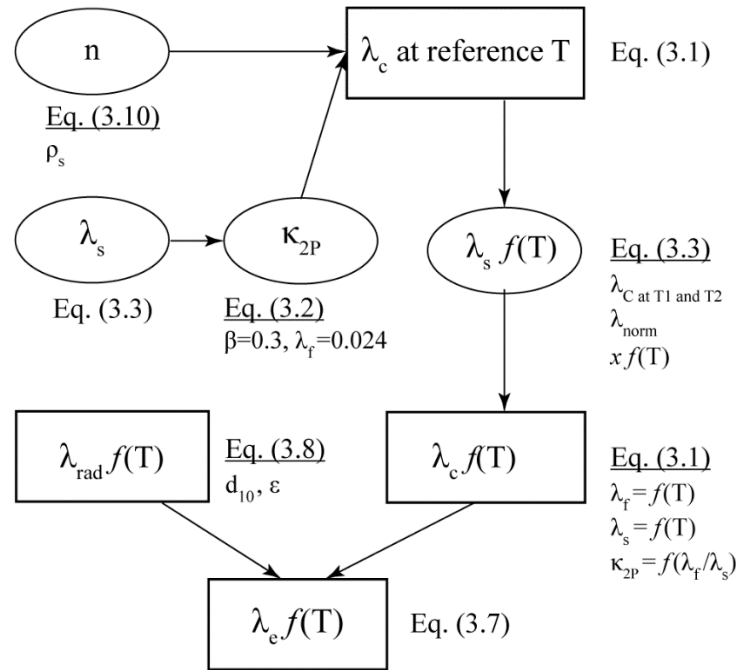 n
λc at reference T
Eq. (3.1)
Eq. (3.10)
ρs
λs
κ2P
λs f(T)
Eq. (3.3)
Eq. (3.2)
β=0.3, λf=0.024
Eq. (3.3)
λC at T1 and T2
λnorm
x f(T)
λrad f(T)
Eq. (3.8)
d10, ε
λc f(T)
Eq. (3.1)
λf=f(T)
λs=f(T)
κ2P=f(λf/λs)
λe f(T)
Eq. (3.7)